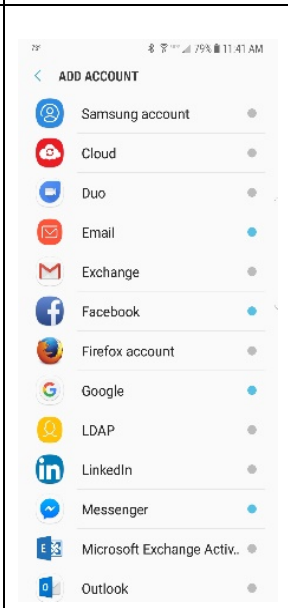 79% 11:41 AM
ADD ACCOUNT
Samsung account
Cloud
Duo
Email
Exchange
Facebook
Firefox account
Google
LDAP
LinkedIn
Messenger
Microsoft Exchange Activ..
Outlook